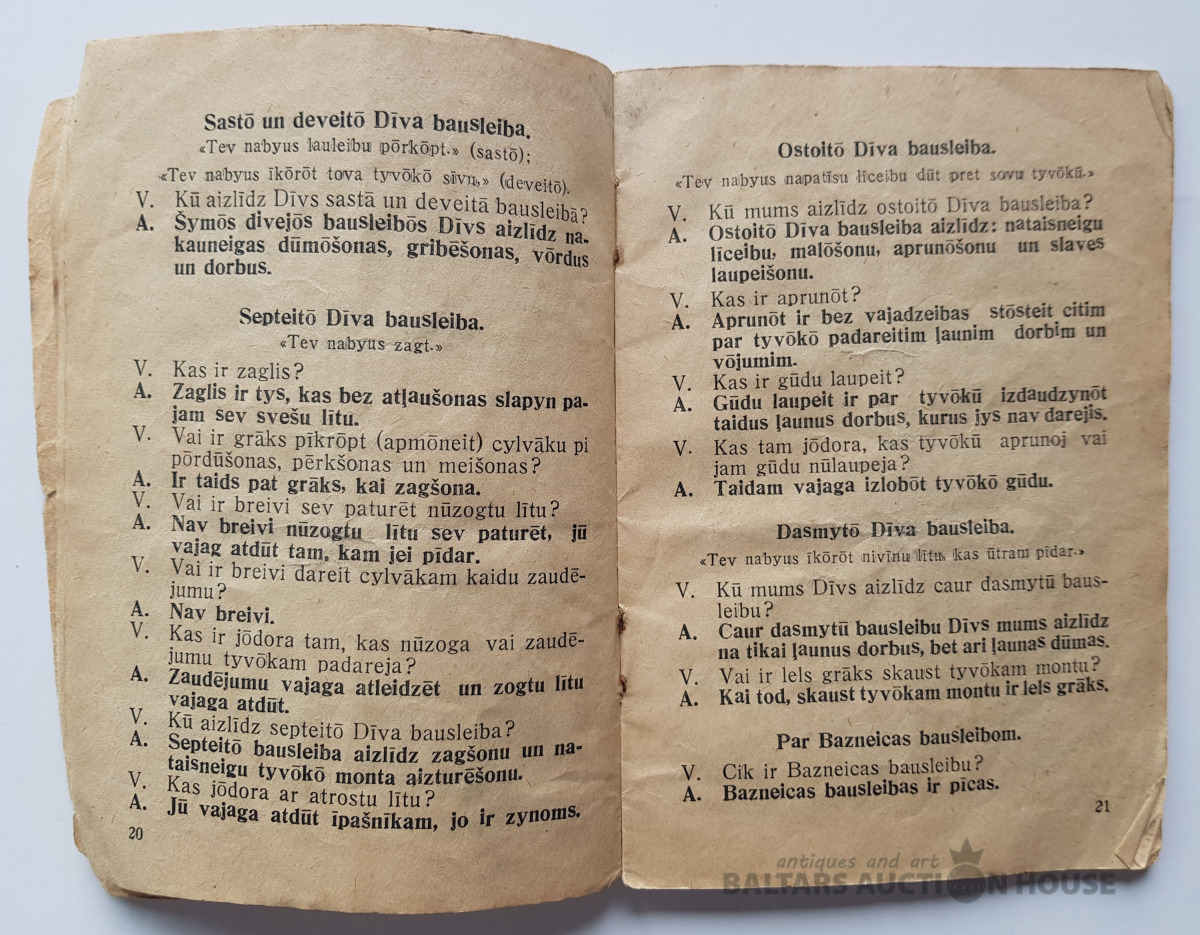 Sastō un deveitō Dīva bausleiba.
«Tev nabyus lauleibu pōrkōpt.» (sastō);
«Tev nabyus īkōrōt tova tyvōkō sīvu,» (deveitō).
V. Kū aizlīdz Dīvs sastā un deveitā bausleibā?
A. Šymōs divejōs bausleibōs Dīvs aizlīdz na-
kauneigas dūmōšonas, gribēšonas, vōrdus
un dorbus.
Septeitō Dīva bausleiba.
«Tev nabyus zagt.»
V. Kas ir zaglis?
A. Zaglis ir tys, kas bez atļaušonas slapyn pa-
jam sev svešu lītu.
V. Vai ir grāks pīkrōpt (apmōneit) cylvāku pi
pōrdūšonas, pērkšonas un meišonas?
A. Ir taids pat grāks, kai zagšona.
V. Vai ir breivi sev paturēt nūzogtu lītu?
A. Nav breivi nūzogtu lītu sev paturēt, jū
vajag atdūt tam, kam jei pīdar.
V. Vai ir breivi dareit cylvākam kaidu zaudē-
jumu?
A. Nav breivi.
V. Kas ir jōdora tam, kas nūzoga vai zaudē-
jumu tyvōkam padareja?
A. Zaudējumu vajaga atleidzēt un zogtu lītu
vajaga atdūt.
V. Kū aizlīdz septeitō Dīva bausleiba?
A. Septeitō bausleiba aizlīdz zagšonu un na-
taisneigu tyvōkō monta aizturēšonu.
V. Kas jōdora ar atrostu lītu?
A. Jū vajaga atdūt īpašnīkam, jo ir zynoms.
20
Ostoitō Dīva bausleiba.
«Tev nabyus napatīsu līceibu dūt pret sovu tyvōkū.»
V. Kū mums aizlīdz ostoitō Dīva bausleiba?
A. Ostoitō Dīva bausleiba aizlīdz: nataisneigu
līceibu, malōšonu, aprunōšonu un slaves
laupeišonu.
V. Kas ir aprunōt?
A. Aprunōt ir bez vajadzeibas stōsteit citim
par tyvōkō padareitim ļaunim dorbim un
vōjumim.
V. Kas ir gūdu laupeit?
A. Gūdu laupeit ir par tyvōkū izdaudzynōt
taidus ļaunus dorbus, kurus jys nav darejis.
V. Kas tam jōdora, kas tyvōkū aprunoj vai
jam gūdu nūlaupeja?
A. Taidam vajaga izlobōt tyvōkō gūdu.
Dasmytō Dīva bausleiba.
«Tev nabyus īkōrōt nivīnu lītu, kas ūtram pīdar.»
V. Kū mums Dīvs aizlīdz caur dasmytū baus-
leibu?
A. Caur dasmytū bausleibu Dīvs mums aizlīdz
na tikai ļaunus dorbus, bet ari ļaunas dūmas.
V. Vai ir lels grāks skaust tyvōkam montu?
A. Kai tod, skaust tyvōkam montu ir lels grāks.
Par Bazneicas bausleibom.
V. Cik ir Bazneicas bausleibu?
A. Bazneicas bausleibas ir pīcas.
21
antiques and art
BALTARS AUCTION HOUSE